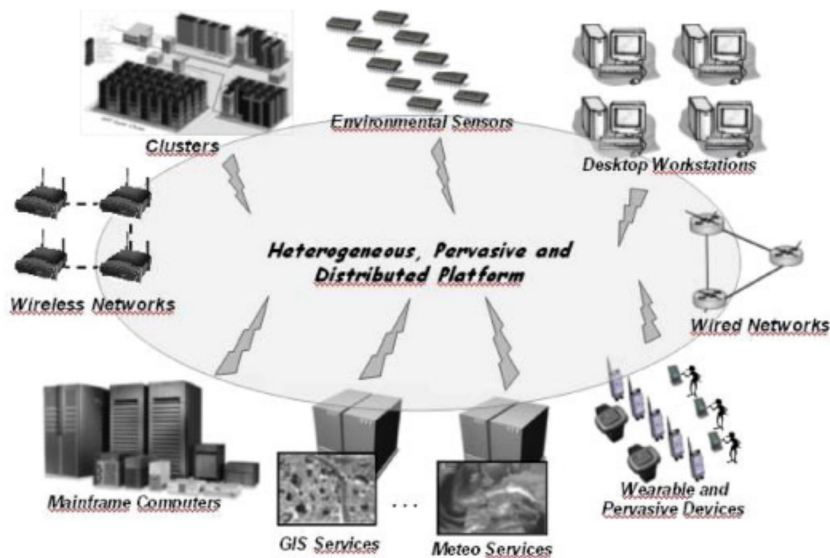 Environmental Sensors
Clusters
Desktop Workstations
Heterogeneous, Pervasive and
Distributed Platform
Wireless Networks
Wired Networks
Mainframe Computers
GIS Services
...
Meteo Services
Wearable and
Pervasive Devices